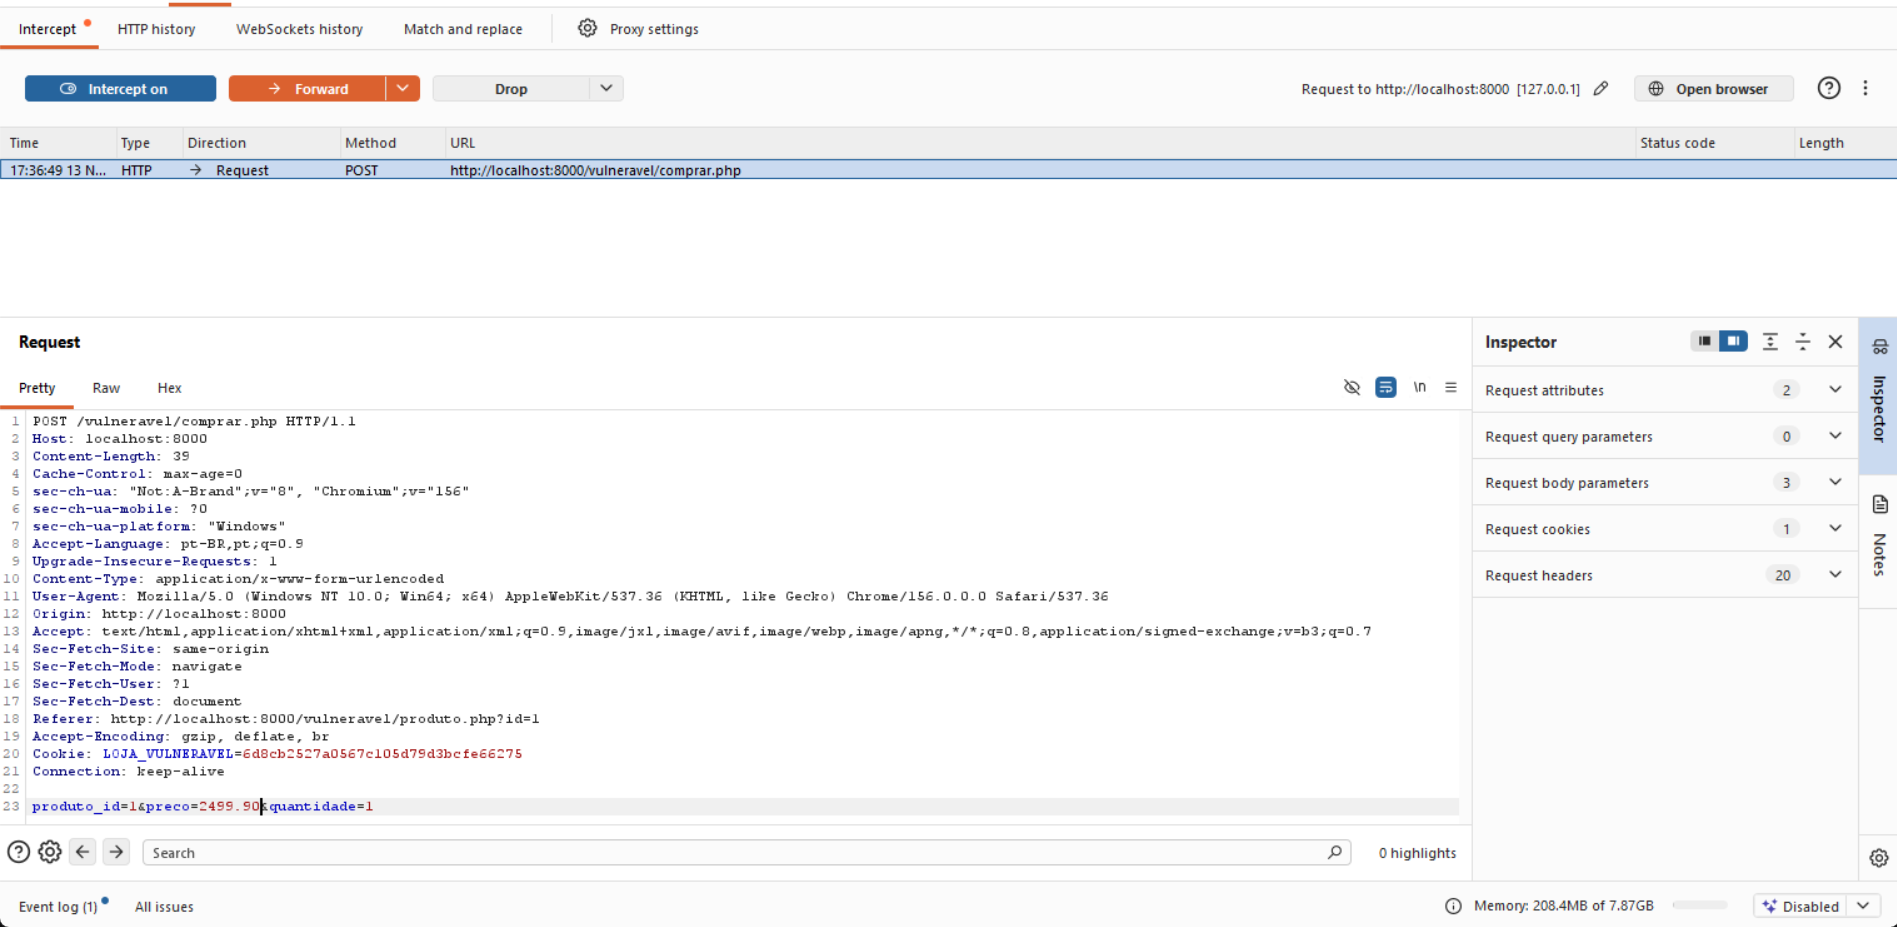 Intercept HTTP history WebSockets history Match and replace Proxy settings
Intercept on Forward Drop Request to http://localhost:8000 [127.0.0.1] Open browser
Time Type Direction Method URL Status code Length
17:36:49 13 N... HTTP → Request POST http://localhost:8000/vulneravel/comprar.php
Request
Pretty Raw Hex \n
1 POST /vulneravel/comprar.php HTTP/1.1
2 Host: localhost:8000
3 Content-Length: 39
4 Cache-Control: max-age=0
5 sec-ch-ua: "Not:A-Brand";v="8", "Chromium";v="156"
6 sec-ch-ua-mobile: ?0
7 sec-ch-ua-platform: "Windows"
8 Accept-Language: pt-BR,pt;q=0.9
9 Upgrade-Insecure-Requests: 1
10 Content-Type: application/x-www-form-urlencoded
11 User-Agent: Mozilla/5.0 (Windows NT 10.0; Win64; x64) AppleWebKit/537.36 (KHTML, like Gecko) Chrome/156.0.0.0 Safari/537.36
12 Origin: http://localhost:8000
13 Accept: text/html,application/xhtml+xml,application/xml;q=0.9,image/jxl,image/avif,image/webp,image/apng,*/*;q=0.8,application/signed-exchange;v=b3;q=0.7
14 Sec-Fetch-Site: same-origin
15 Sec-Fetch-Mode: navigate
16 Sec-Fetch-User: ?1
17 Sec-Fetch-Dest: document
18 Referer: http://localhost:8000/vulneravel/produto.php?id=1
19 Accept-Encoding: gzip, deflate, br
20 Cookie: LOJA_VULNERAVEL=6d8cb2527a0567c105d79d3bcfe66275
21 Connection: keep-alive
22
23 produto_id=1&preco=2499.90&quantidade=1
Search 0 highlights
Inspector
Request attributes 2
Request query parameters 0
Request body parameters 3
Request cookies 1
Request headers 20
Inspector
Notes
Event log (1) All issues Memory: 208.4MB of 7.87GB Disabled